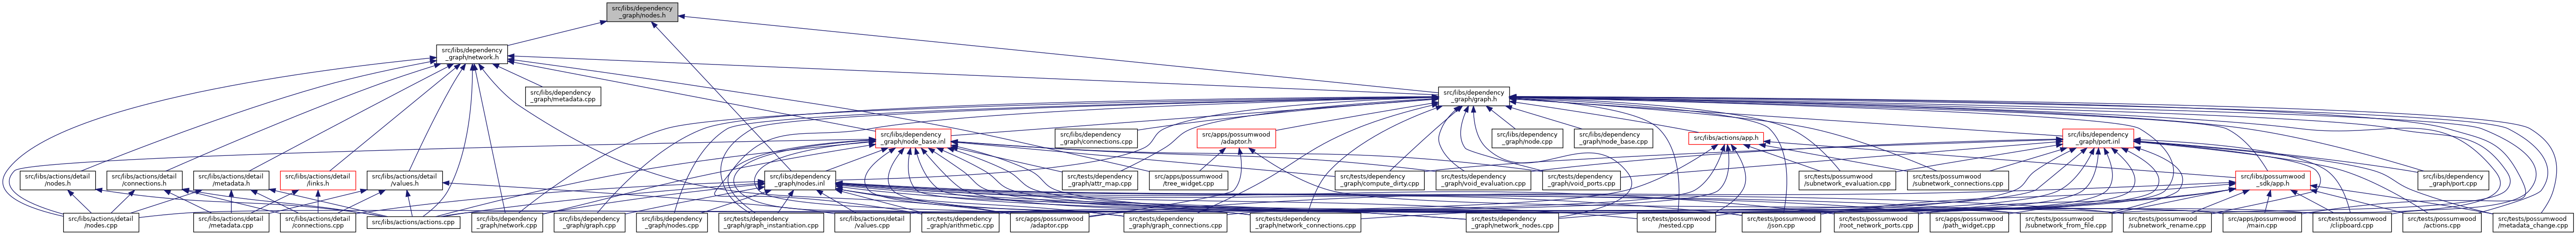 src/libs/dependency
_graph/nodes.h
src/libs/dependency
_graph/network.h
src/libs/dependency
_graph/metadata.cpp
src/libs/dependency
_graph/graph.h
src/libs/dependency
_graph/node_base.inl
src/libs/dependency
_graph/connections.cpp
src/apps/possumwood
/adaptor.h
src/libs/dependency
_graph/node.cpp
src/libs/dependency
_graph/node_base.cpp
src/libs/actions/app.h
src/libs/dependency
_graph/port.inl
src/libs/actions/detail
/nodes.h
src/libs/actions/detail
/connections.h
src/libs/actions/detail
/metadata.h
src/libs/actions/detail
/links.h
src/libs/actions/detail
/values.h
src/libs/dependency
_graph/nodes.inl
src/tests/dependency
_graph/attr_map.cpp
src/apps/possumwood
/tree_widget.cpp
src/tests/dependency
_graph/compute_dirty.cpp
src/tests/dependency
_graph/void_evaluation.cpp
src/tests/dependency
_graph/void_ports.cpp
src/tests/possumwood
/subnetwork_evaluation.cpp
src/tests/possumwood
/subnetwork_connections.cpp
src/libs/possumwood
_sdk/app.h
src/libs/dependency
_graph/port.cpp
src/libs/actions/detail
/nodes.cpp
src/libs/actions/detail
/metadata.cpp
src/libs/actions/detail
/connections.cpp
src/libs/actions/actions.cpp
src/libs/dependency
_graph/network.cpp
src/libs/dependency
_graph/graph.cpp
src/libs/dependency
_graph/nodes.cpp
src/tests/dependency
_graph/graph_instantiation.cpp
src/libs/actions/detail
/values.cpp
src/tests/dependency
_graph/arithmetic.cpp
src/apps/possumwood
/adaptor.cpp
src/tests/dependency
_graph/graph_connections.cpp
src/tests/dependency
_graph/network_connections.cpp
src/tests/dependency
_graph/network_nodes.cpp
src/tests/possumwood
/nested.cpp
src/tests/possumwood
/json.cpp
src/tests/possumwood
/root_network_ports.cpp
src/apps/possumwood
/path_widget.cpp
src/tests/possumwood
/subnetwork_from_file.cpp
src/tests/possumwood
/subnetwork_rename.cpp
src/apps/possumwood
/main.cpp
src/tests/possumwood
/clipboard.cpp
src/tests/possumwood
/actions.cpp
src/tests/possumwood
/metadata_change.cpp